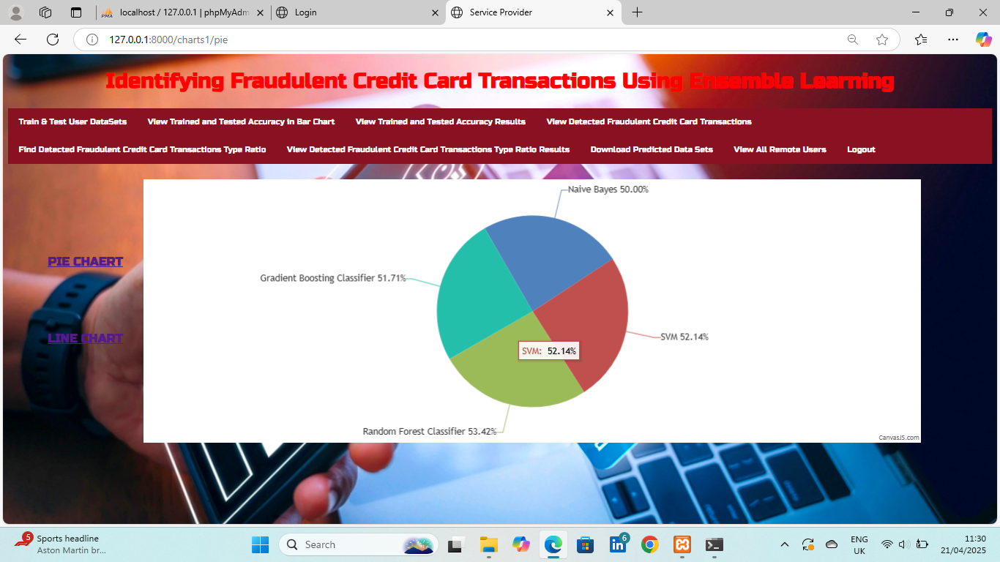 localhost / 127.0.0.1 | phpMyAdm
Login
Service Provider
127.0.0.1:8000/charts1/pie
Identifying Fraudulent Credit Card Transactions Using Ensemble Learning
Train & Test User DataSets View Trained and Tested Accuracy in Bar Chart View Trained and Tested Accuracy Results View Detected Fraudulent Credit Card Transactions
Find Detected Fraudulent Credit Card Transactions Type Ratio View Detected Fraudulent Credit Card Transactions Type Ratio Results Download Predicted Data Sets View All Remote Users Logout
Naive Bayes 50.00%
PIE CHAERT
Gradient Boosting Classifier 51.71%
LINE CHART
SVM 52.14%
SVM: 52.14%
Random Forest Classifier 53.42%
CanvasJS.com
5
Sports headline
Aston Martin br...
Search
6
ENG
UK
11:30
21/04/2025